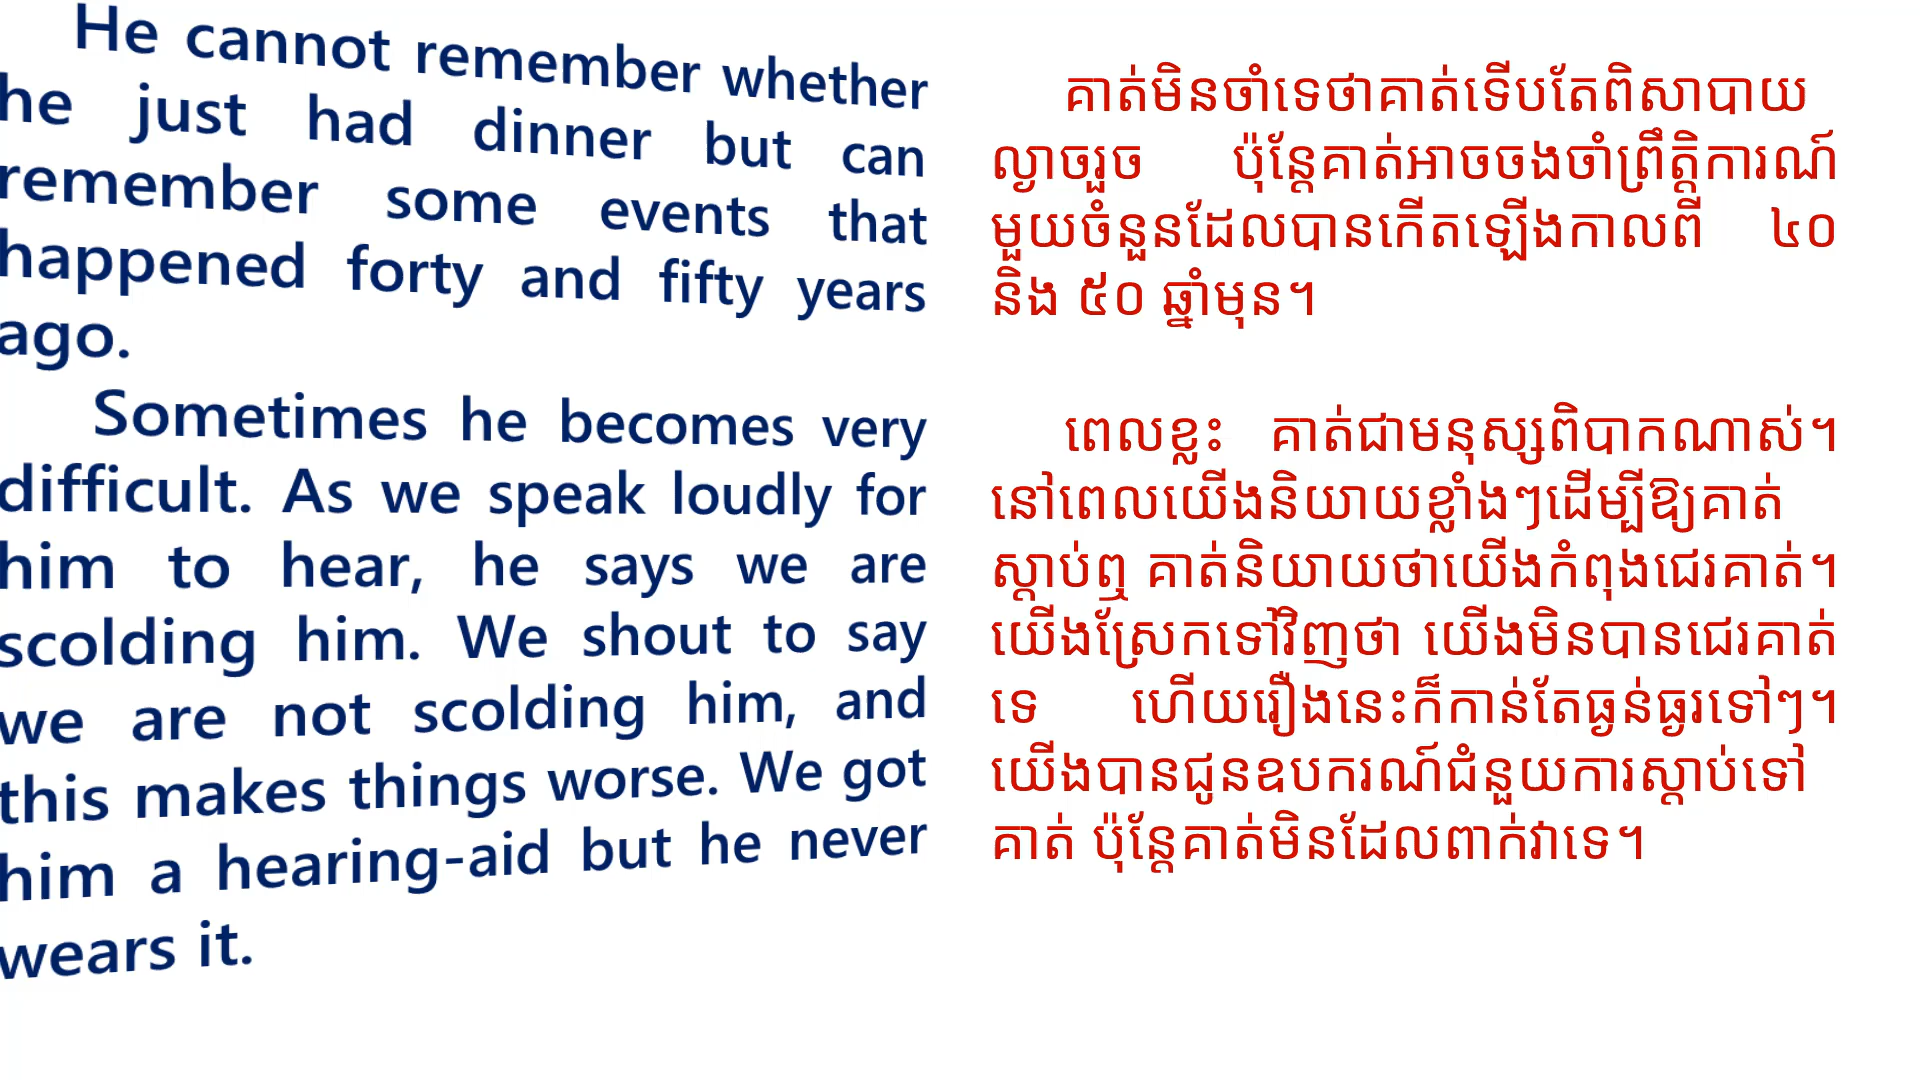 He cannot remember whether
he just had dinner but can
remember some events that
happened forty and fifty years
ago.
Sometimes he becomes very
difficult. As we speak loudly for
him to hear, he says we are
scolding him. We shout to say
we are not scolding him, and
this makes things worse. We got
him a hearing-aid but he never
wears it.
គាត់មិនចាំទេថាគាត់ទើបតែពិសាបាយ
ល្ងាចរួច ប៉ុន្តែគាត់អាចចងចាំព្រឹត្តិការណ៍
មួយចំនួនដែលបានកើតឡើងកាលពី ៤០
និង ៥០ ឆ្នាំមុន។
ពេលខ្លះ គាត់ជាមនុស្សពិបាកណាស់។
នៅពេលយើងនិយាយខ្លាំងៗដើម្បីឱ្យគាត់
ស្តាប់ឮ គាត់និយាយថាយើងកំពុងជេរគាត់។
យើងស្រែកទៅវិញថា យើងមិនបានជេរគាត់
ទេ ហើយរឿងនេះក៏កាន់តែធ្ងន់ធ្ងរទៅៗ។
យើងបានជូនឧបករណ៍ជំនួយការស្តាប់ទៅ
គាត់ ប៉ុន្តែគាត់មិនដែលពាក់វាទេ។